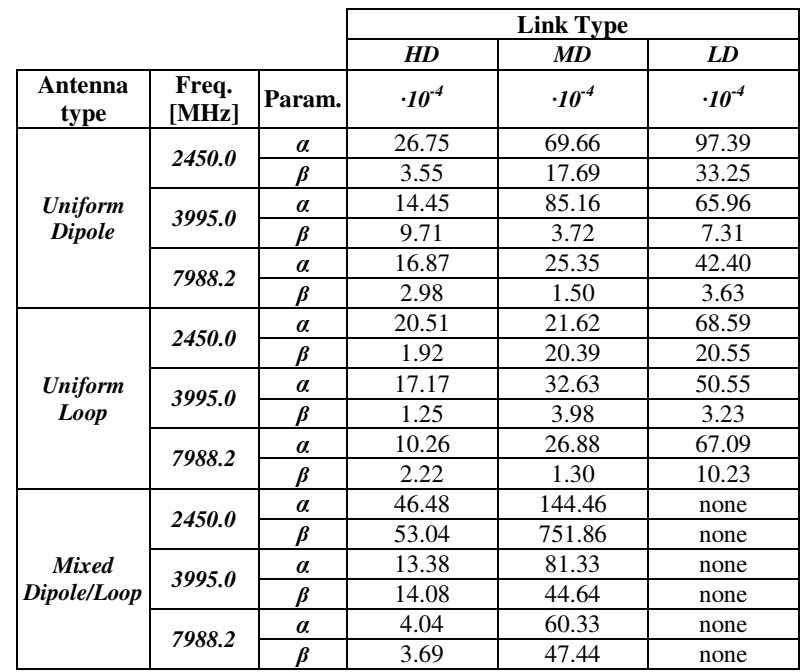 Link Type
HD MD LD
Antenna type Freq. [MHz] Param. ·10^-4 ·10^-4 ·10^-4
Uniform Dipole 2450.0 α 26.75 69.66 97.39
β 3.55 17.69 33.25
3995.0 α 14.45 85.16 65.96
β 9.71 3.72 7.31
7988.2 α 16.87 25.35 42.40
β 2.98 1.50 3.63
Uniform Loop 2450.0 α 20.51 21.62 68.59
β 1.92 20.39 20.55
3995.0 α 17.17 32.63 50.55
β 1.25 3.98 3.23
7988.2 α 10.26 26.88 67.09
β 2.22 1.30 10.23
Mixed Dipole/Loop 2450.0 α 46.48 144.46 none
β 53.04 751.86 none
3995.0 α 13.38 81.33 none
β 14.08 44.64 none
7988.2 α 4.04 60.33 none
β 3.69 47.44 none